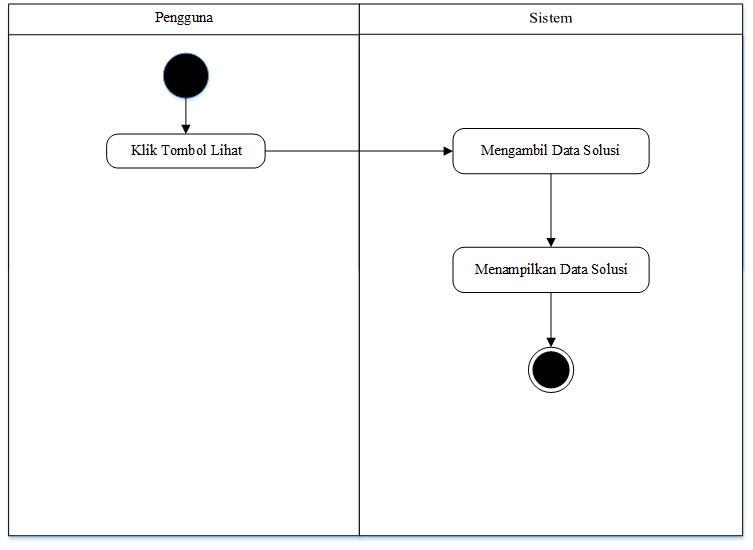 Pengguna
Sistem
Klik Tombol Lihat
Mengambil Data Solusi
Menampilkan Data Solusi